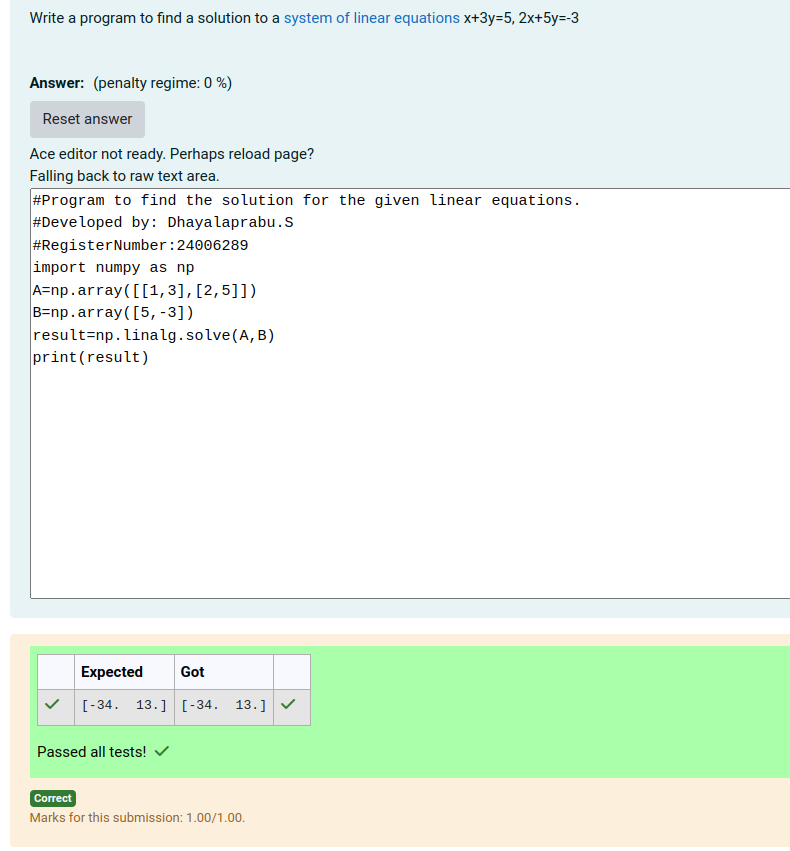 Write a program to find a solution to a system of linear equations x+3y=5, 2x+5y=-3
Answer: (penalty regime: 0 %)
Reset answer
Ace editor not ready. Perhaps reload page?
Falling back to raw text area.
#Program to find the solution for the given linear equations.
#Developed by: Dhayalaprabu.S
#RegisterNumber:24006289
import numpy as np
A=np.array([[1,3],[2,5]])
B=np.array([5,-3])
result=np.linalg.solve(A,B)
print(result)
Expected Got
[-34.  13.] [-34.  13.]
Passed all tests!
Correct
Marks for this submission: 1.00/1.00.